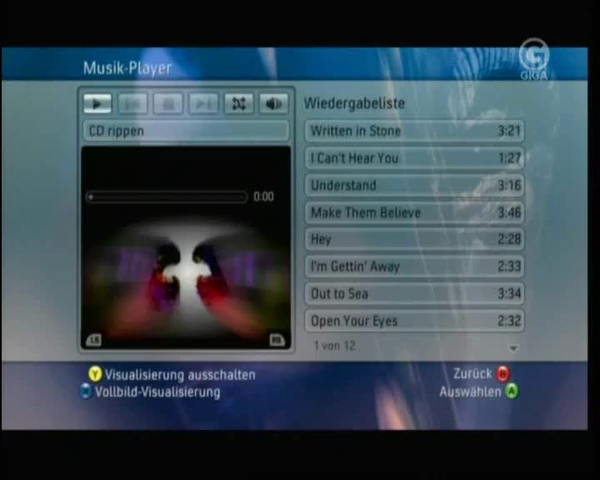 GIGA
Musik-Player
Wiedergabeliste
CD rippen
Written in Stone 3:21
I Can't Hear You 1:27
Understand 3:16
0:00
Make Them Believe 3:46
Hey 2:28
I'm Gettin' Away 2:33
Out to Sea 3:34
Open Your Eyes 2:32
LB RB
1 von 12
Y Visualisierung ausschalten
Zurück B
X Vollbild-Visualisierung
Auswählen A